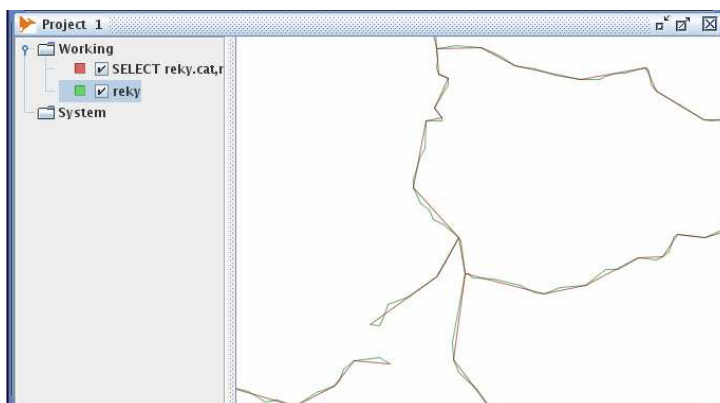 Project 1
Working
SELECT reky.cat,r
reky
System